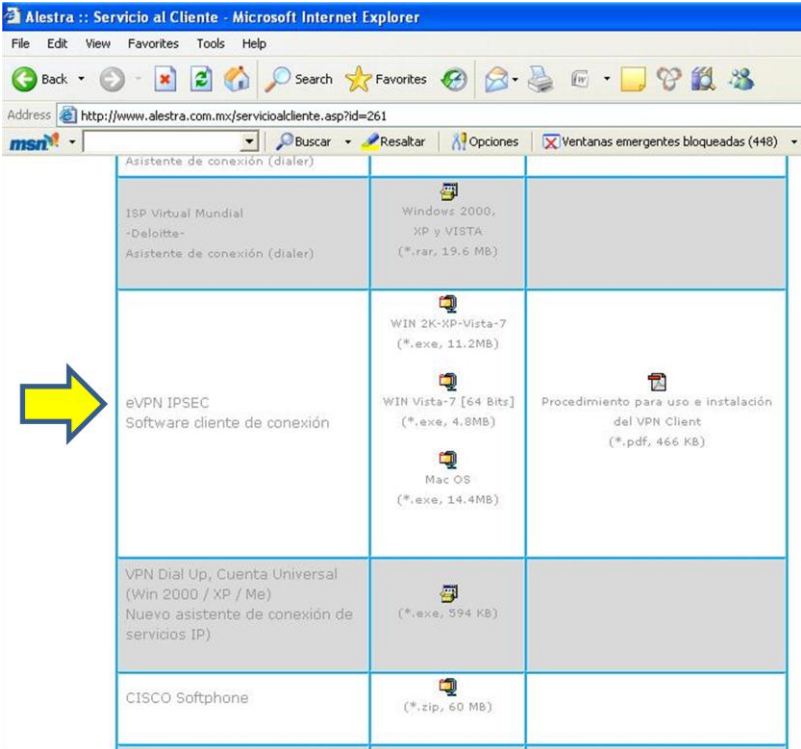 Alestra :: Servicio al Cliente - Microsoft Internet Explorer
File Edit View Favorites Tools Help
Back Search Favorites
Address http://www.alestra.com.mx/servicioalcliente.asp?id=261
msn Buscar Resaltar Opciones Ventanas emergentes bloqueadas (448)
Asistente de conexión (dialer)
ISP Virtual Mundial
-Deloitte-
Asistente de conexión (dialer)
Windows 2000,
XP y VISTA
(*.rar, 19.6 MB)
eVPN IPSEC
Software cliente de conexión
WIN 2K-XP-Vista-7
(*.exe, 11.2MB)
WIN Vista-7 [64 Bits]
(*.exe, 4.8MB)
Mac OS
(*.exe, 14.4MB)
Procedimiento para uso e instalación
del VPN Client
(*.pdf, 466 KB)
VPN Dial Up, Cuenta Universal
(Win 2000 / XP / Me)
Nuevo asistente de conexión de
servicios IP)
(*.exe, 594 KB)
CISCO Softphone
(*.zip, 60 MB)